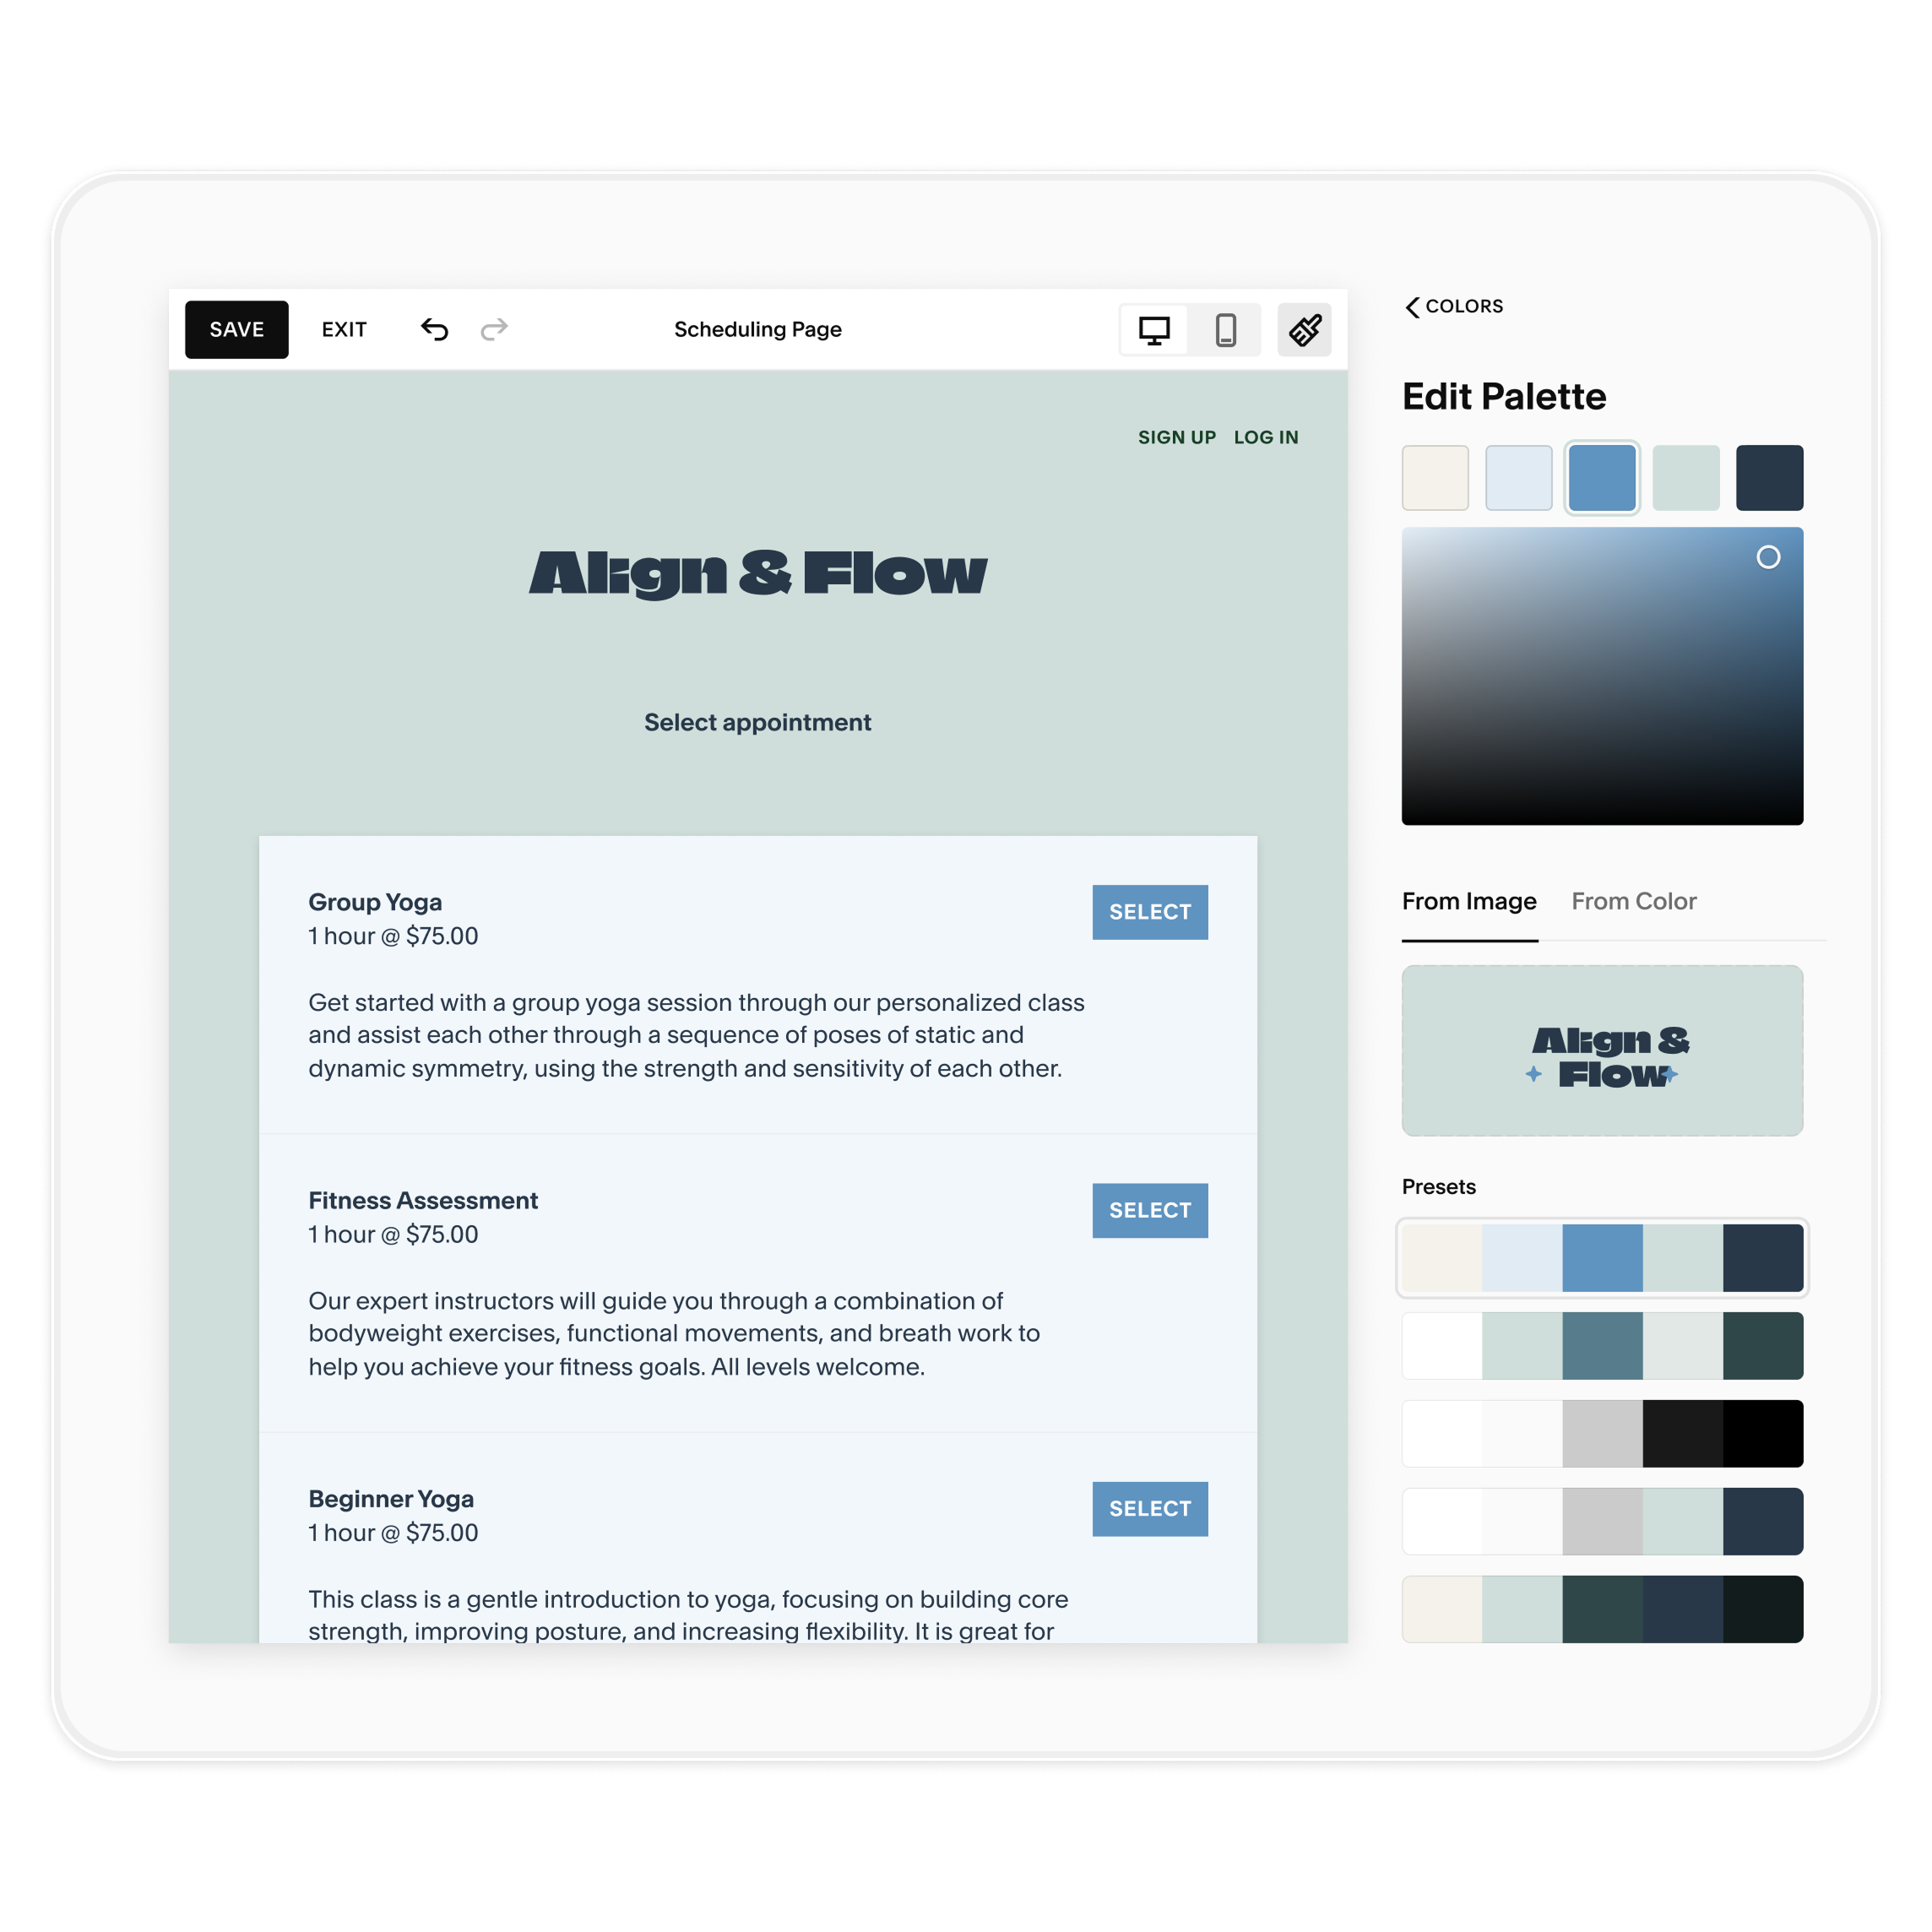 SAVE EXIT Scheduling Page
SIGN UP LOG IN
Align & Flow
Select appointment
Group Yoga
1 hour @ $75.00
SELECT
Get started with a group yoga session through our personalized class
and assist each other through a sequence of poses of static and
dynamic symmetry, using the strength and sensitivity of each other.
Fitness Assessment
1 hour @ $75.00
SELECT
Our expert instructors will guide you through a combination of
bodyweight exercises, functional movements, and breath work to
help you achieve your fitness goals. All levels welcome.
Beginner Yoga
1 hour @ $75.00
SELECT
This class is a gentle introduction to yoga, focusing on building core
strength, improving posture, and increasing flexibility. It is great for
COLORS
Edit Palette
From Image From Color
Align &
Flow
Presets